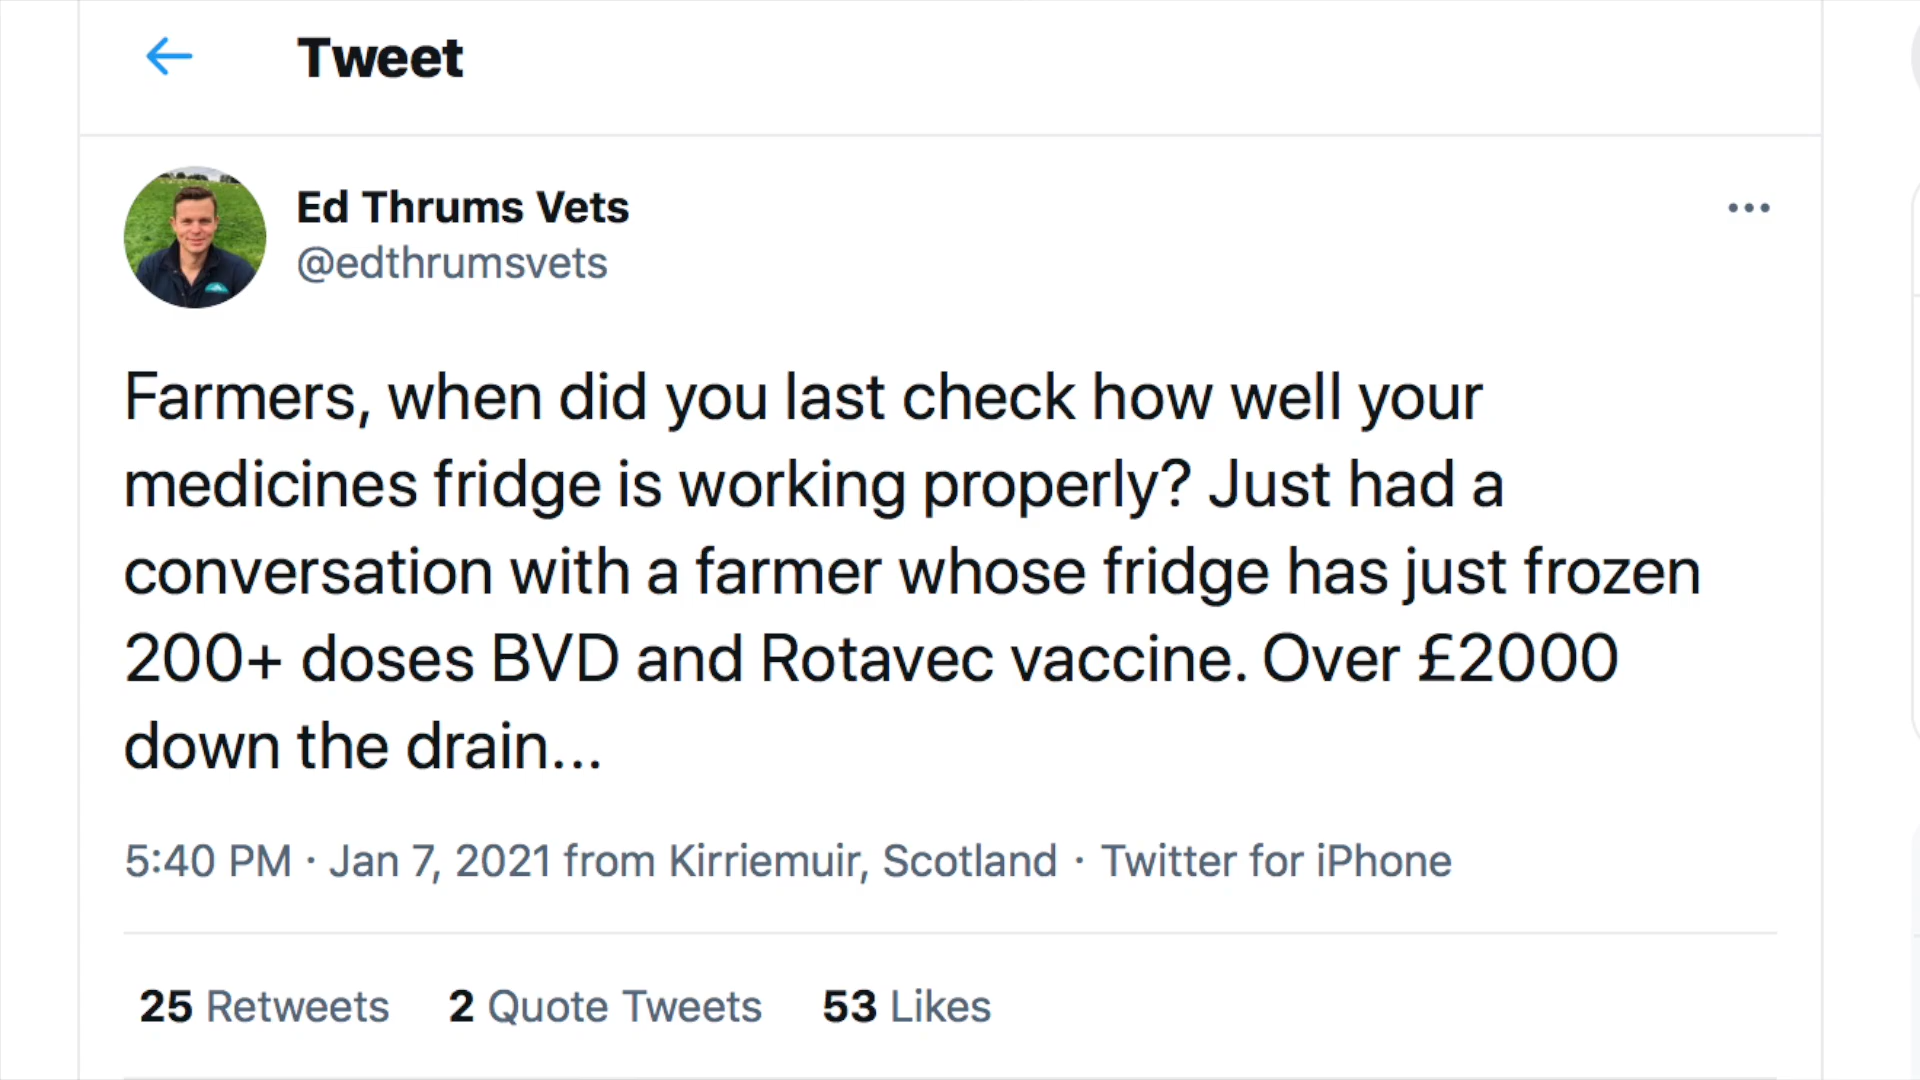 Tweet
Ed Thrums Vets
@edthrumsvets
Farmers, when did you last check how well your
medicines fridge is working properly? Just had a
conversation with a farmer whose fridge has just frozen
200+ doses BVD and Rotavec vaccine. Over £2000
down the drain...
5:40 PM · Jan 7, 2021 from Kirriemuir, Scotland · Twitter for iPhone
25 Retweets 2 Quote Tweets 53 Likes